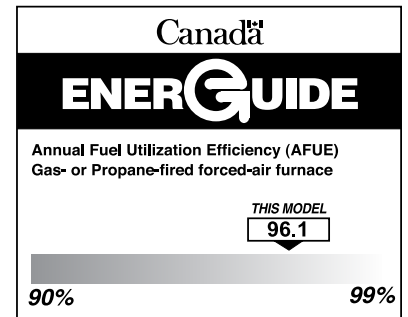 Canada
ENERGUIDE
Annual Fuel Utilization Efficiency (AFUE)
Gas- or Propane-fired forced-air furnace
THIS MODEL
96.1
90% 99%